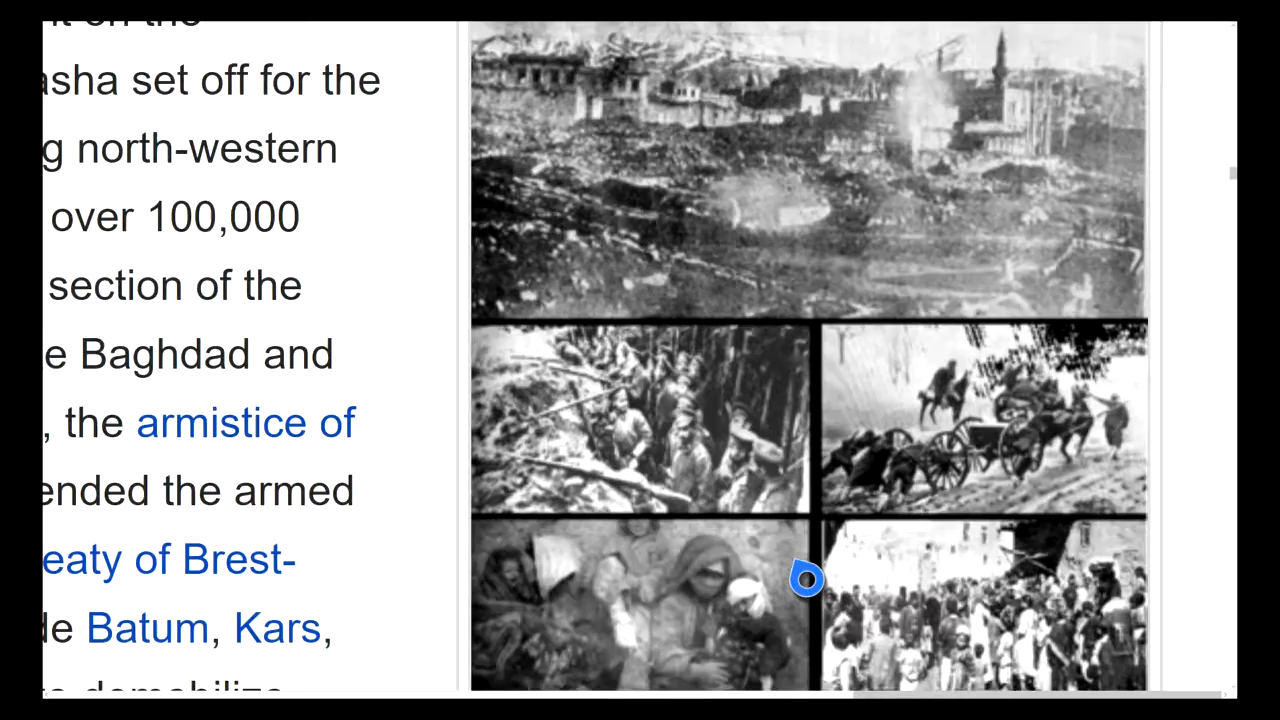 asha set off for the
g north-western
over 100,000
section of the
e Baghdad and
, the armistice of
ended the armed
eaty of Brest-
de Batum, Kars,